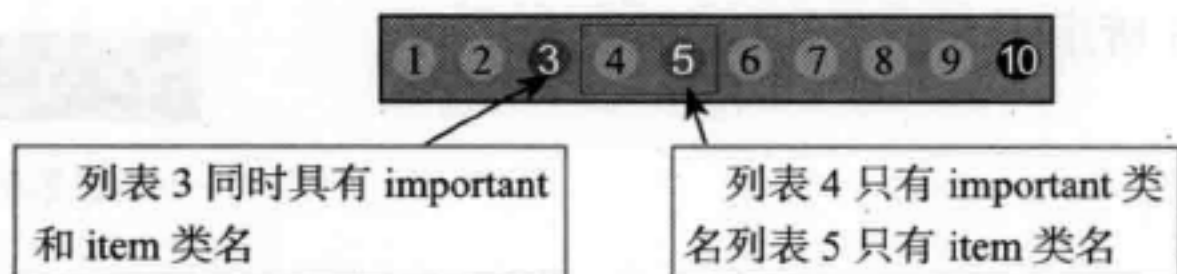 1 2 3 4 5 6 7 8 9 10
列表 3 同时具有 important
和 item 类名
列表 4 只有 important 类
名列表 5 只有 item 类名